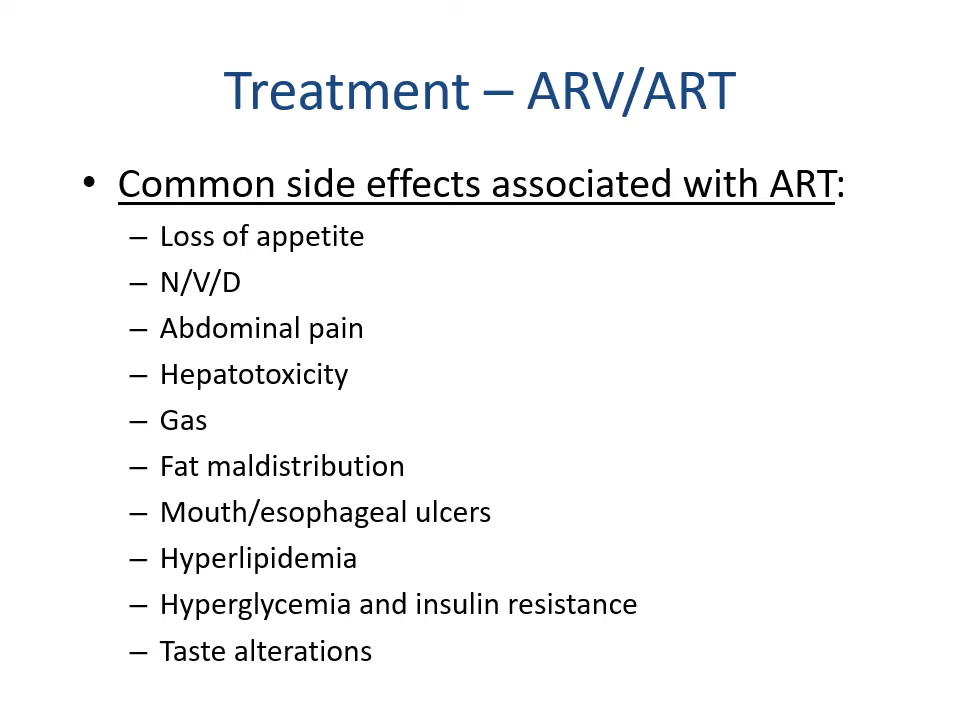 Treatment – ARV/ART
• Common side effects associated with ART:
– Loss of appetite
– N/V/D
– Abdominal pain
– Hepatotoxicity
– Gas
– Fat maldistribution
– Mouth/esophageal ulcers
– Hyperlipidemia
– Hyperglycemia and insulin resistance
– Taste alterations